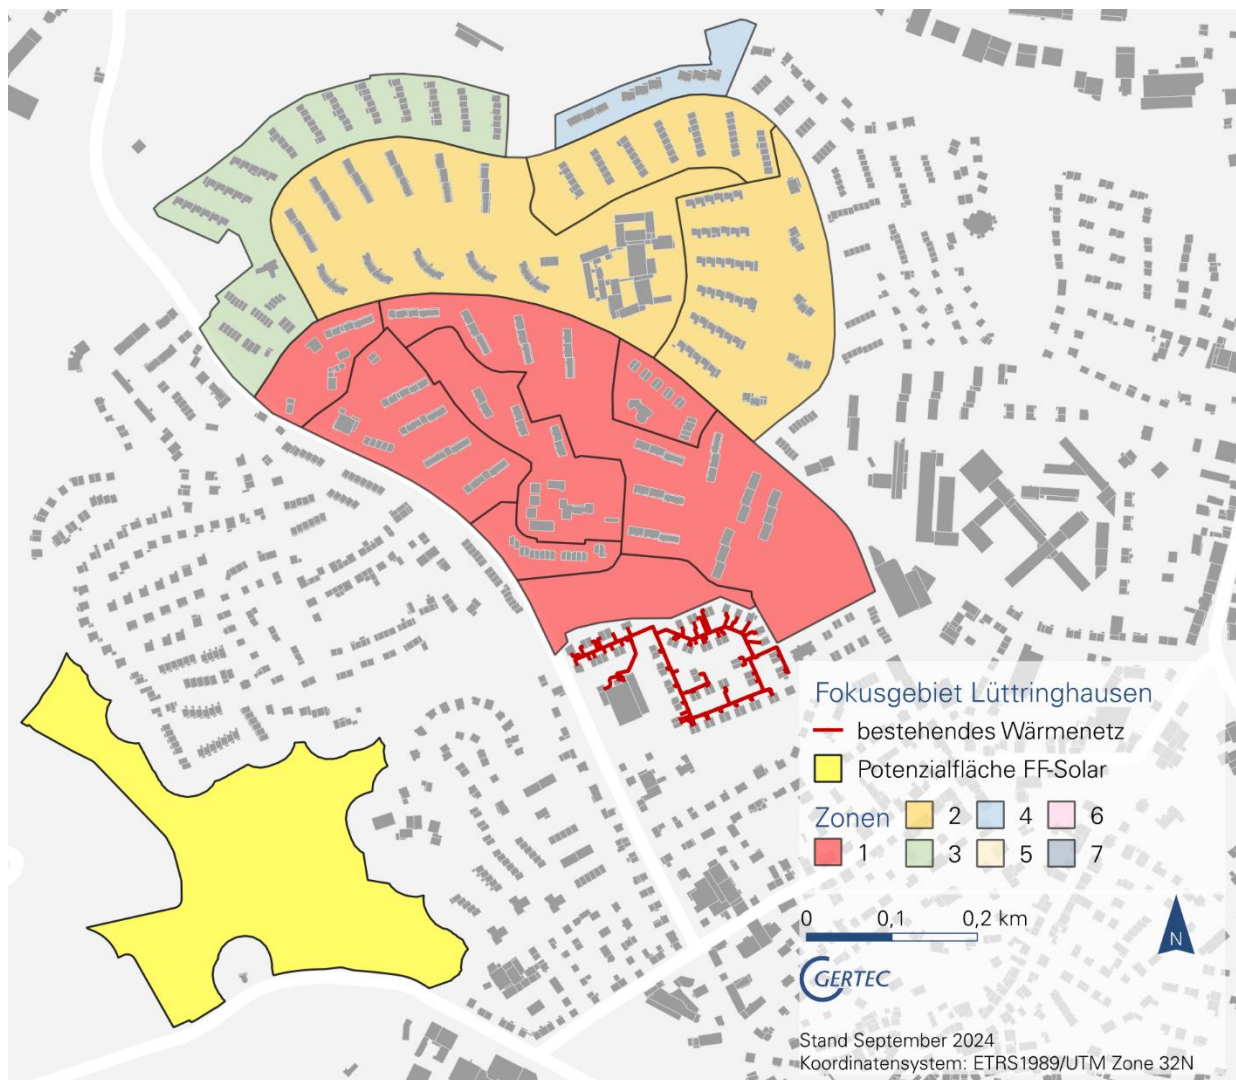 Fokusgebiet Lüttringhausen
bestehendes Wärmenetz
Potenzialfläche FF-Solar
Zonen 2 4 6
1 3 5 7
0 0,1 0,2 km
N
GERTEC
Stand September 2024
Koordinatensystem: ETRS1989/UTM Zone 32N